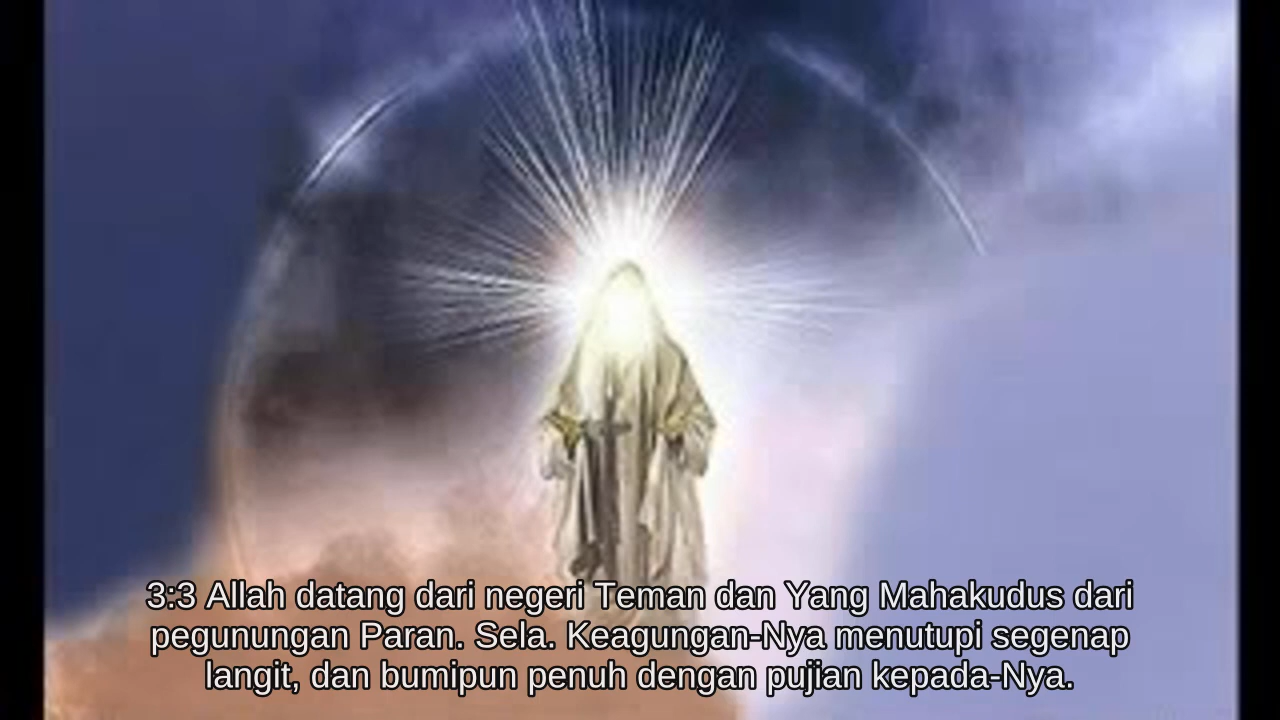 3:3 Allah datang dari negeri Teman dan Yang Mahakudus dari
pegunungan Paran. Sela. Keagungan-Nya menutupi segenap
langit, dan bumipun penuh dengan pujian kepada-Nya.